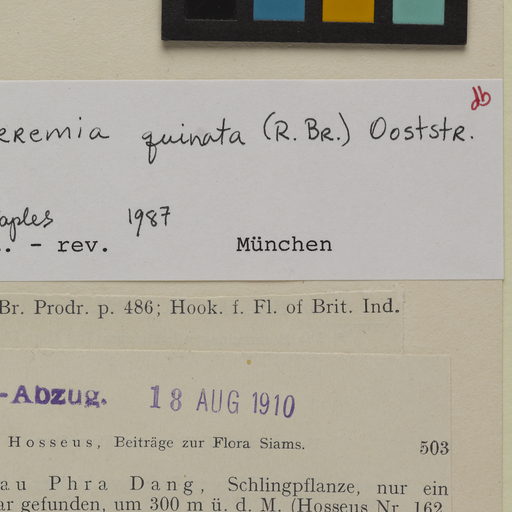 db
eremia quinata (R. Br.) Ooststr.
aples 1987
. - rev. München
Br. Prodr. p. 486; Hook. f. Fl. of Brit. Ind.
-Abzug. 18 AUG 1910
Hosseus, Beiträge zur Flora Siams. 503
au Phra Dang, Schlingpflanze, nur ein
ar gefunden, um 300 m ü. d. M. (Hosseus Nr. 162,